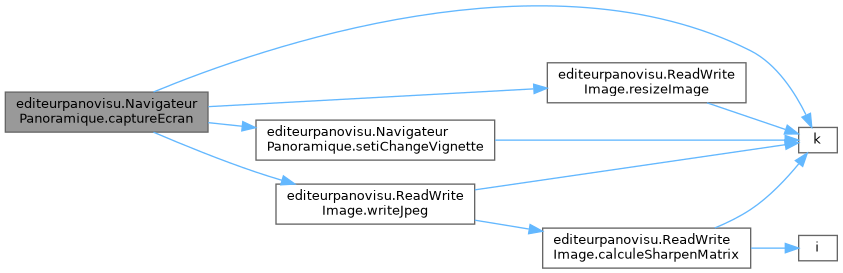 editeurpanovisu.Navigateur
Panoramique.captureEcran
editeurpanovisu.ReadWrite
Image.resizeImage
editeurpanovisu.Navigateur
Panoramique.setiChangeVignette
k
editeurpanovisu.ReadWrite
Image.writeJpeg
editeurpanovisu.ReadWrite
Image.calculeSharpenMatrix
i